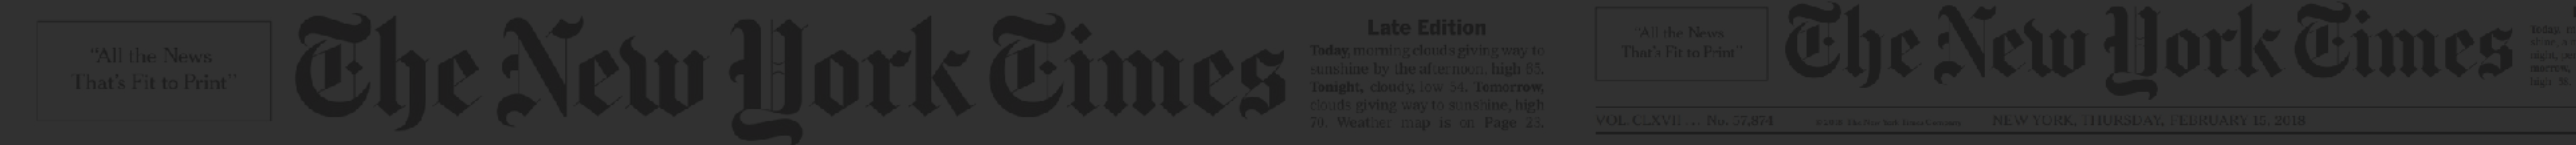 “All the News
That's Fit to Print”
The New York Times
Late Edition
Today, morning clouds giving way to
sunshine by the afternoon, high 65.
Tonight, cloudy, low 54. Tomorrow,
clouds giving way to sunshine, high
70. Weather map is on Page 23.
“All the News
That's Fit to Print”
The New York Times
VOL. CLXVII ... No. 57,874
NEW YORK, THURSDAY, FEBRUARY 15, 2018
Today,